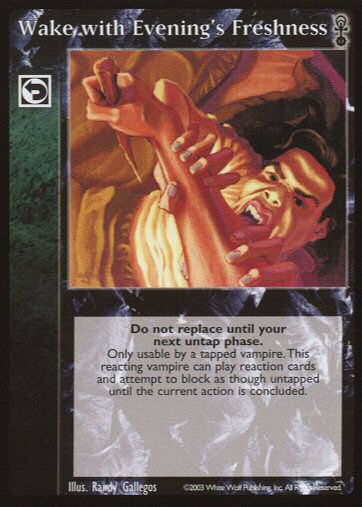 Wake with Evening's Freshness
Do not replace until your
next untap phase.
Only usable by a tapped vampire. This
reacting vampire can play reaction cards
and attempt to block as though untapped
until the current action is concluded.
Illus. Randy Gallegos
©2003 White Wolf Publishing, Inc. All Rights Reserved.